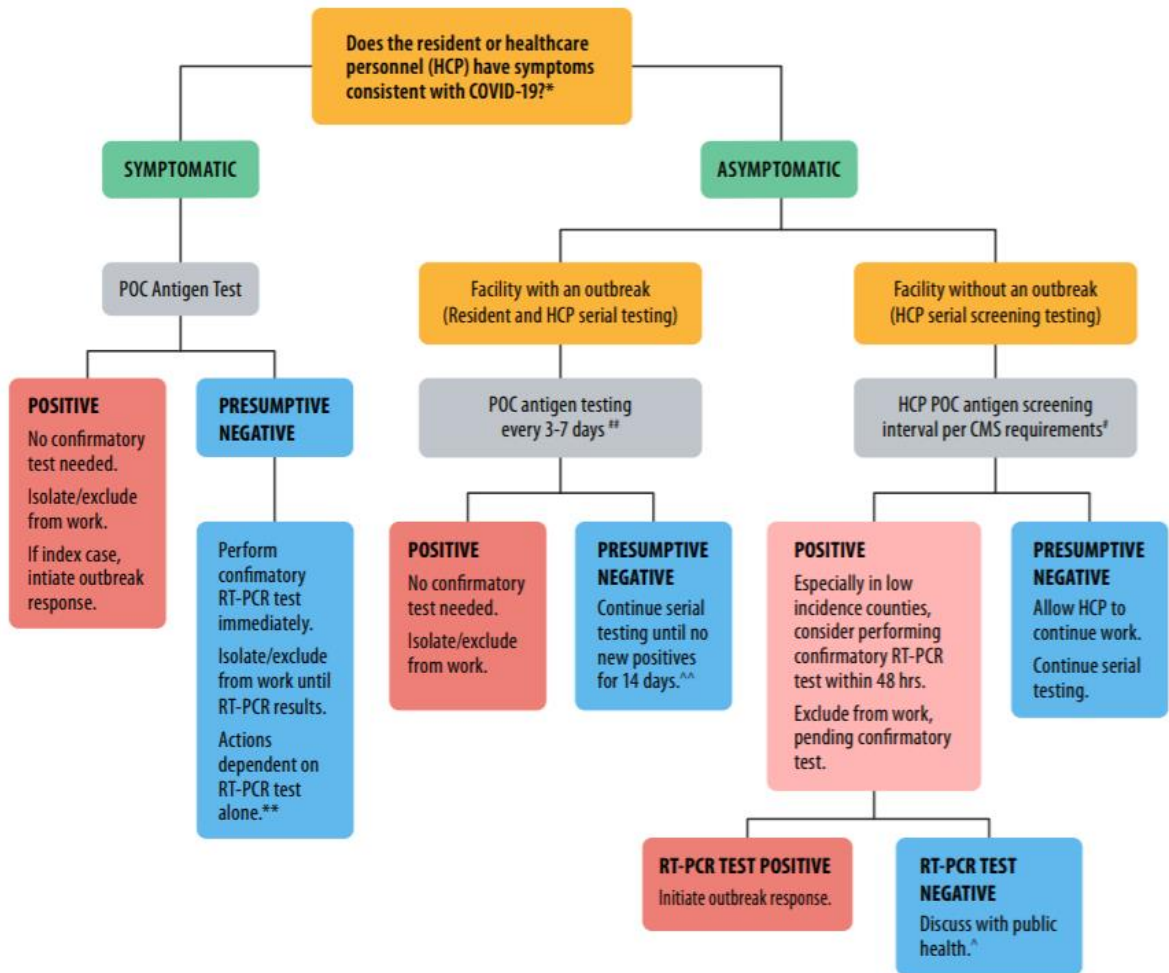 Does the resident or healthcare
personnel (HCP) have symptoms
consistent with COVID-19?*
SYMPTOMATIC
ASYMPTOMATIC
POC Antigen Test
Facility with an outbreak
(Resident and HCP serial testing)
Facility without an outbreak
(HCP serial screening testing)
POSITIVE
No confirmatory
test needed.
Isolate/exclude
from work.
If index case,
intiate outbreak
response.
PRESUMPTIVE
NEGATIVE
POC antigen testing
every 3-7 days ##
HCP POC antigen screening
interval per CMS requirements#
Perform
confimatory
RT-PCR test
immediately.
Isolate/exclude
from work until
RT-PCR results.
Actions
dependent on
RT-PCR test
alone.**
POSITIVE
No confirmatory
test needed.
Isolate/exclude
from work.
PRESUMPTIVE
NEGATIVE
Continue serial
testing until no
new positives
for 14 days.^^
POSITIVE
Especially in low
incidence counties,
consider performing
confirmatory RT-PCR
test within 48 hrs.
Exclude from work,
pending confirmatory
test.
PRESUMPTIVE
NEGATIVE
Allow HCP to
continue work.
Continue serial
testing.
RT-PCR TEST POSITIVE
Initiate outbreak response.
RT-PCR TEST
NEGATIVE
Discuss with public
health.^